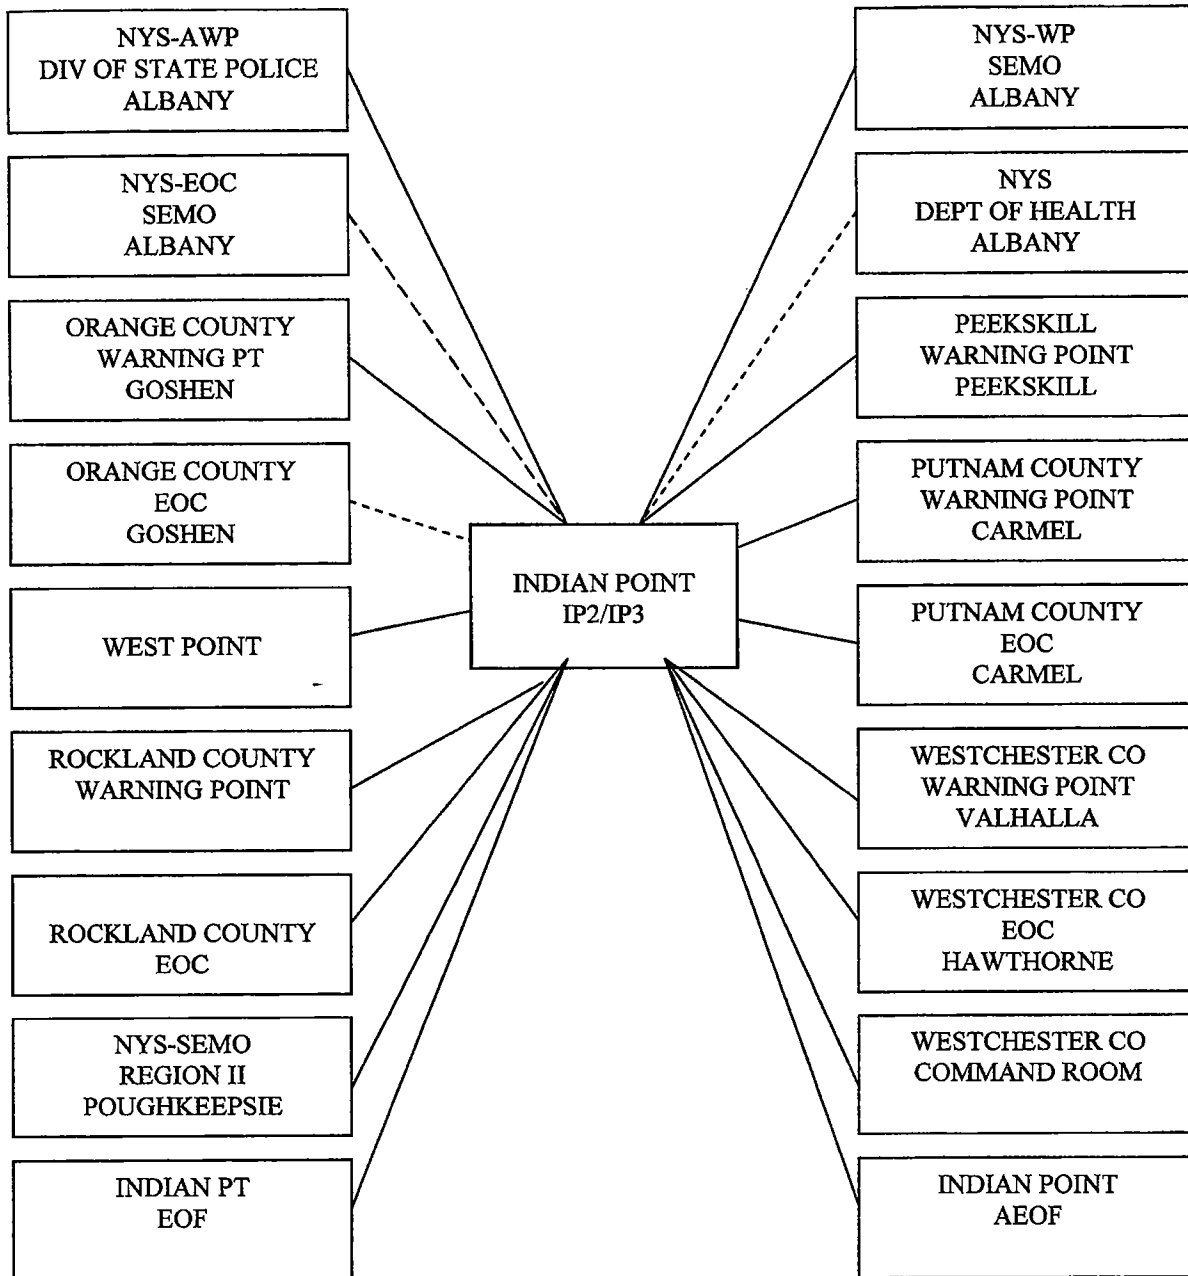 NYS-AWP
DIV OF STATE POLICE
ALBANY
NYS-EOC
SEMO
ALBANY
ORANGE COUNTY
WARNING PT
GOSHEN
ORANGE COUNTY
EOC
GOSHEN
WEST POINT
ROCKLAND COUNTY
WARNING POINT
ROCKLAND COUNTY
EOC
NYS-SEMO
REGION II
POUGHKEEPSIE
INDIAN PT
EOF
INDIAN POINT
IP2/IP3
NYS-WP
SEMO
ALBANY
NYS
DEPT OF HEALTH
ALBANY
PEEKSKILL
WARNING POINT
PEEKSKILL
PUTNAM COUNTY
WARNING POINT
CARMEL
PUTNAM COUNTY
EOC
CARMEL
WESTCHESTER CO
WARNING POINT
VALHALLA
WESTCHESTER CO
EOC
HAWTHORNE
WESTCHESTER CO
COMMAND ROOM
INDIAN POINT
AEOF